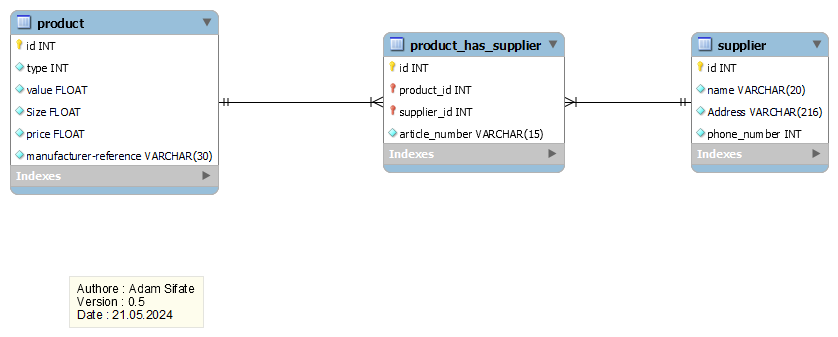 product
id INT
type INT
value FLOAT
Size FLOAT
price FLOAT
manufacturer-reference VARCHAR(30)
Indexes
product_has_supplier
id INT
product_id INT
supplier_id INT
article_number VARCHAR(15)
Indexes
supplier
id INT
name VARCHAR(20)
Address VARCHAR(216)
phone_number INT
Indexes
Authore : Adam Sifate
Version : 0.5
Date : 21.05.2024